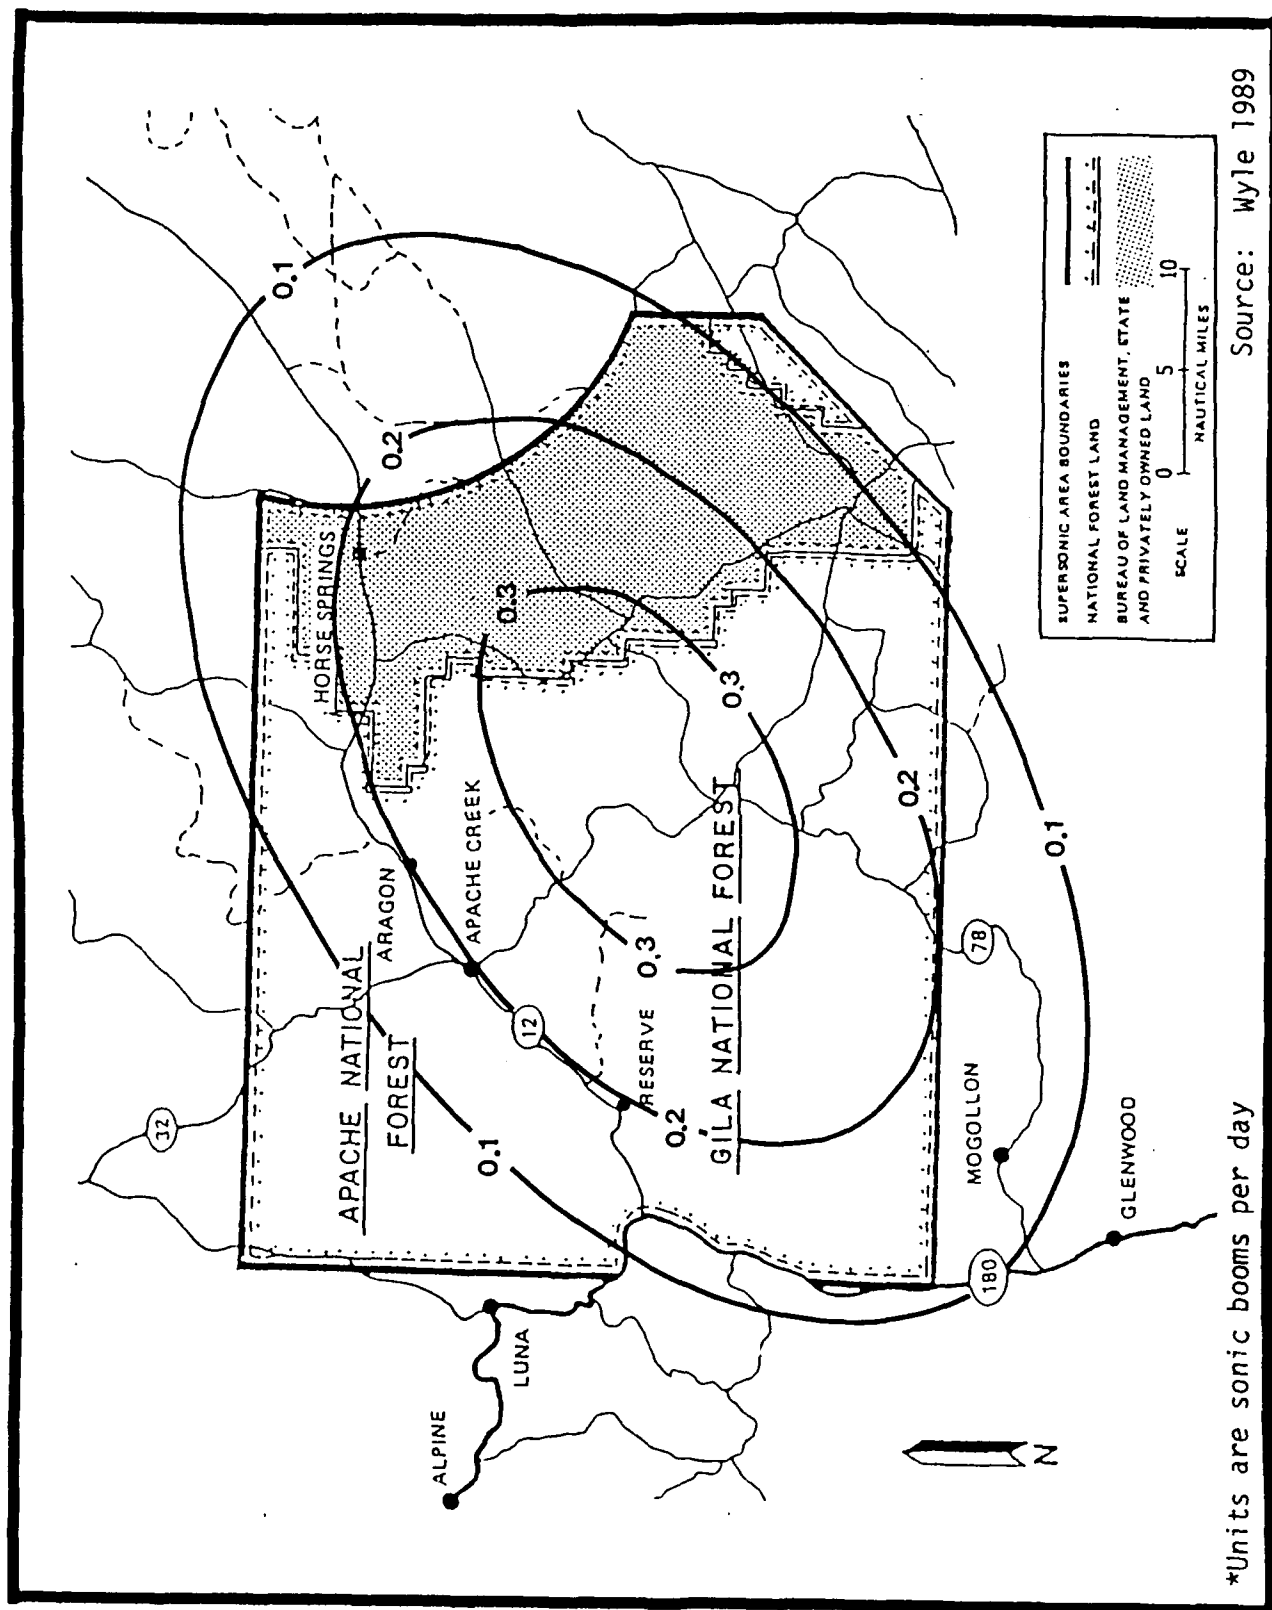 32
APACHE NATIONAL
FOREST
ARAGON
APACHE CREEK
HORSE SPRINGS
0.1
0.2
0.3
0.3
0.3
0.2
0.2
0.1
0.1
12
RESERVE
GILA NATIONAL FOREST
ALPINE
LUNA
78
MOGOLLON
180
GLENWOOD
N
SUPERSONIC AREA BOUNDARIES
NATIONAL FOREST LAND
BUREAU OF LAND MANAGEMENT, STATE
AND PRIVATELY OWNED LAND
SCALE
0 5 10
NAUTICAL MILES
*Units are sonic booms per day
Source: Wyle 1989